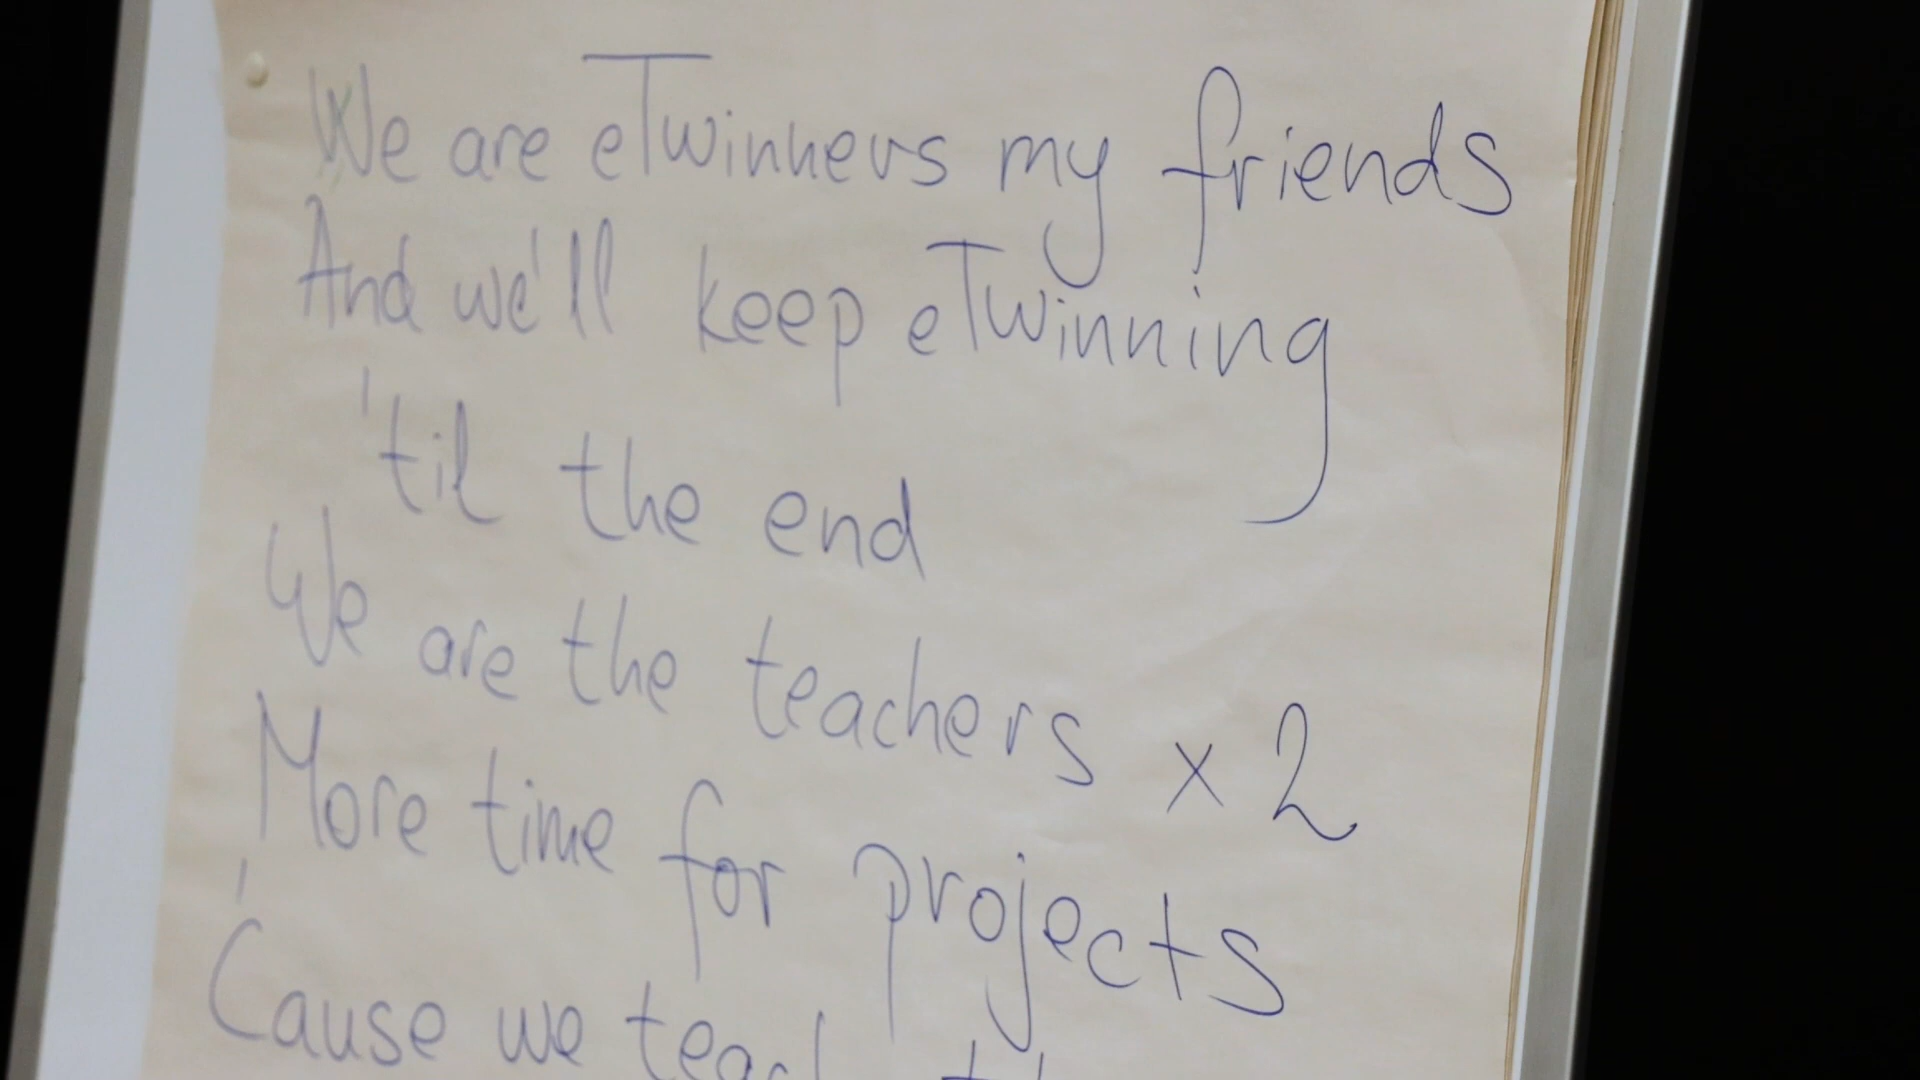 We are eTwinners my friends
And we'll keep eTwinning
'til the end
We are the teachers x 2
More time for projects
'Cause we teach